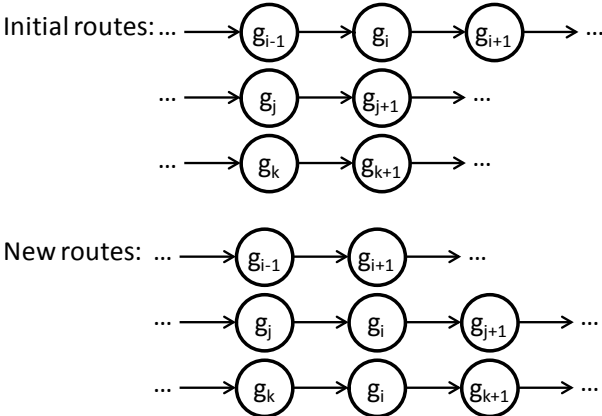 Initial routes: ... g_{i-1} g_i g_{i+1} ...
... g_j g_{j+1} ...
... g_k g_{k+1} ...
New routes: ... g_{i-1} g_{i+1} ...
... g_j g_i g_{j+1} ...
... g_k g_i g_{k+1} ...